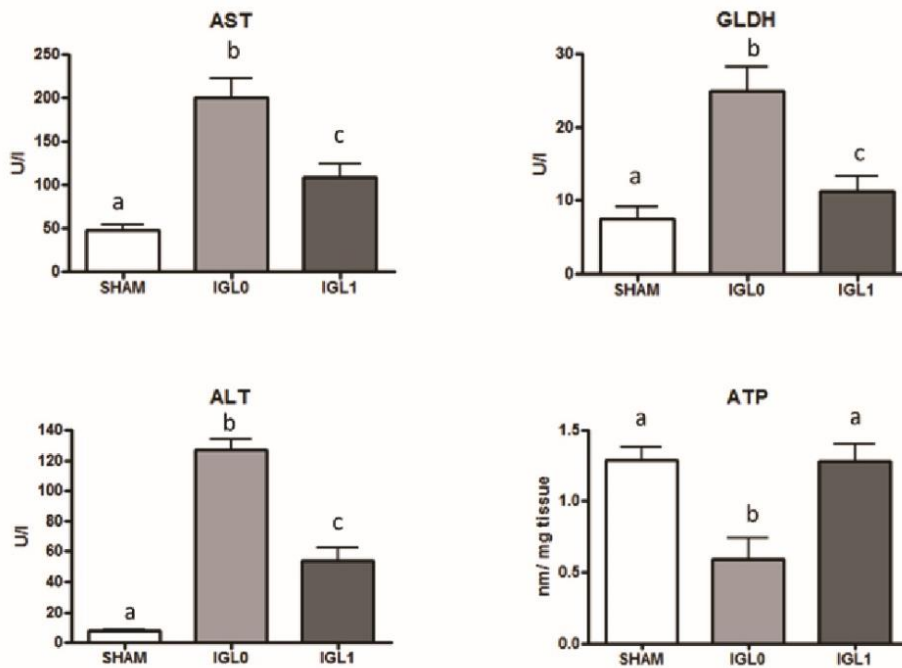 AST
250
200
150
100
50
0
U/l
a
b
c
SHAM IGL0 IGL1
GLDH
30
20
10
0
U/l
a
b
c
SHAM IGL0 IGL1
ALT
140
120
100
80
60
40
20
0
U/l
a
b
c
SHAM IGL0 IGL1
ATP
1.5
1.0
0.5
0.0
nm/ mg tissue
a
b
a
SHAM IGL0 IGL1